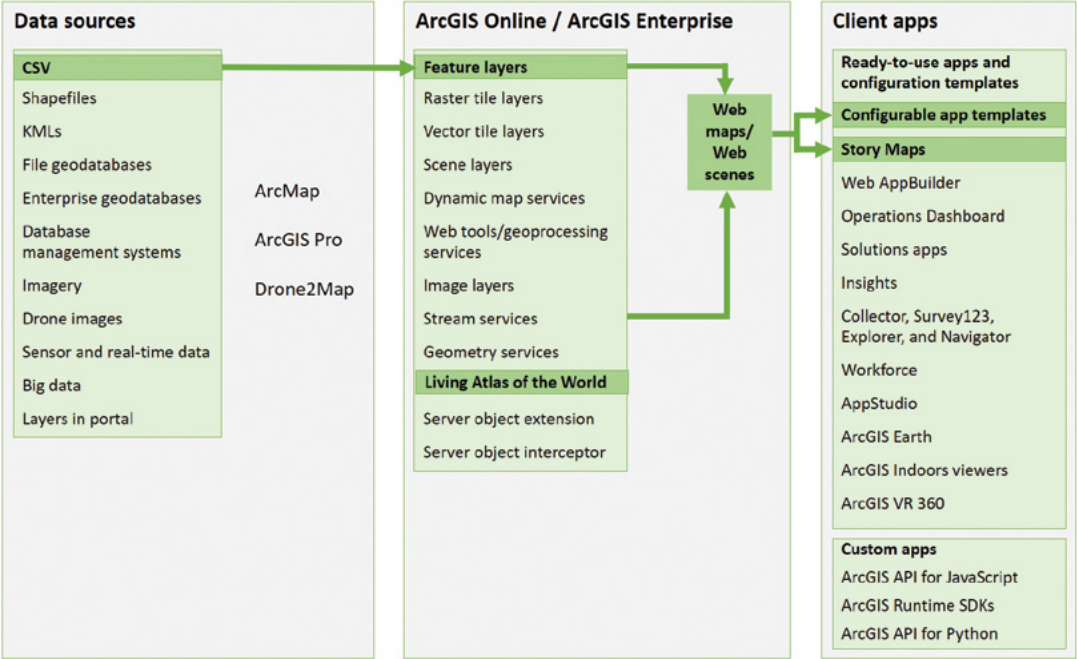 Data sources
CSV
Shapefiles
KMLs
File geodatabases
Enterprise geodatabases
Database
management systems
Imagery
Drone images
Sensor and real-time data
Big data
Layers in portal
ArcMap
ArcGIS Pro
Drone2Map
ArcGIS Online / ArcGIS Enterprise
Feature layers
Raster tile layers
Vector tile layers
Scene layers
Dynamic map services
Web tools/geoprocessing
services
Image layers
Stream services
Geometry services
Living Atlas of the World
Server object extension
Server object interceptor
Web
maps/
Web
scenes
Client apps
Ready-to-use apps and
configuration templates
Configurable app templates
Story Maps
Web AppBuilder
Operations Dashboard
Solutions apps
Insights
Collector, Survey123,
Explorer, and Navigator
Workforce
AppStudio
ArcGIS Earth
ArcGIS Indoors viewers
ArcGIS VR 360
Custom apps
ArcGIS API for JavaScript
ArcGIS Runtime SDKs
ArcGIS API for Python